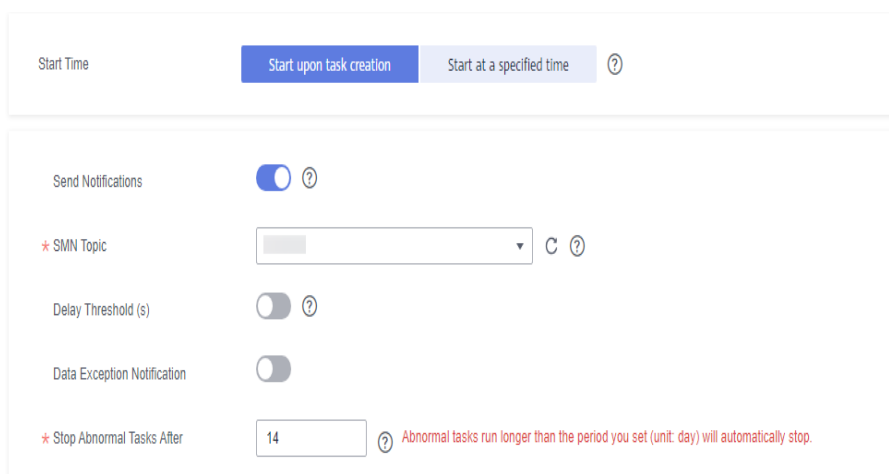 Start Time
Start upon task creation
Start at a specified time
Send Notifications
* SMN Topic
Delay Threshold (s)
Data Exception Notification
* Stop Abnormal Tasks After
14
Abnormal tasks run longer than the period you set (unit: day) will automatically stop.